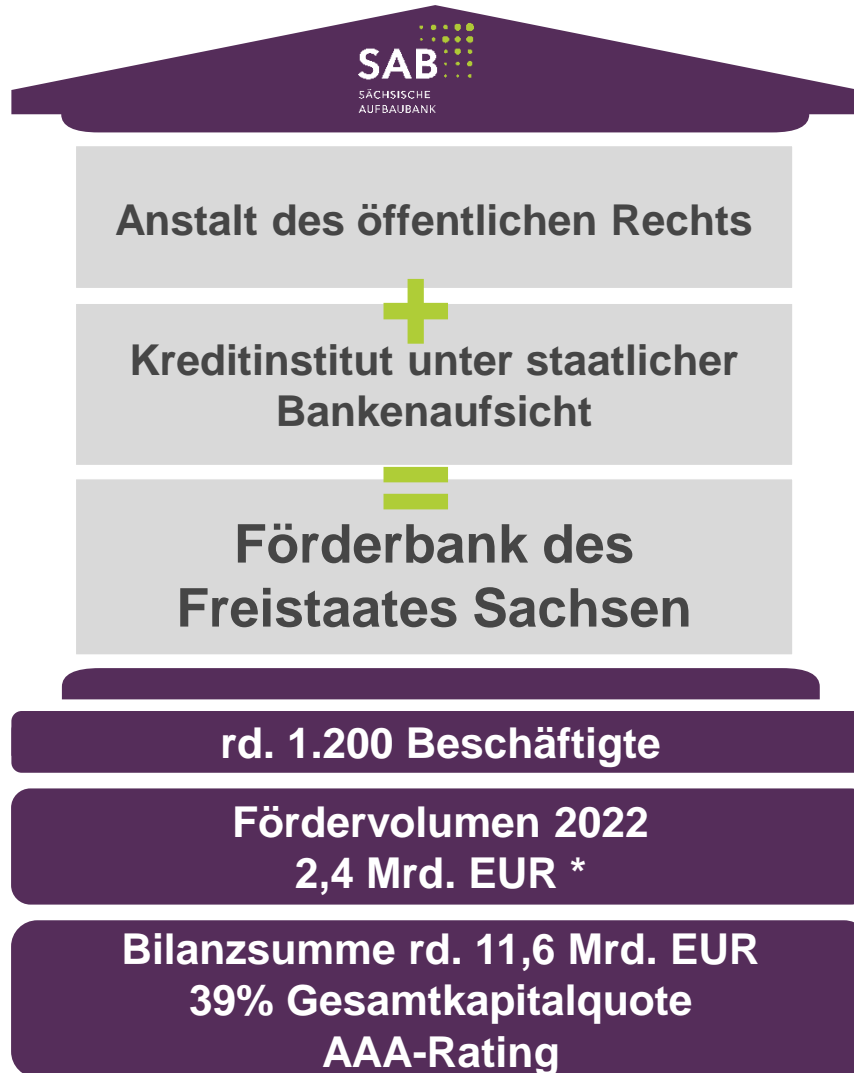 SAB
SÄCHSISCHE
AUFBAUBANK
Anstalt des öffentlichen Rechts
+
Kreditinstitut unter staatlicher
Bankenaufsicht
=
Förderbank des
Freistaates Sachsen
rd. 1.200 Beschäftigte
Fördervolumen 2022
2,4 Mrd. EUR *
Bilanzsumme rd. 11,6 Mrd. EUR
39% Gesamtkapitalquote
AAA-Rating